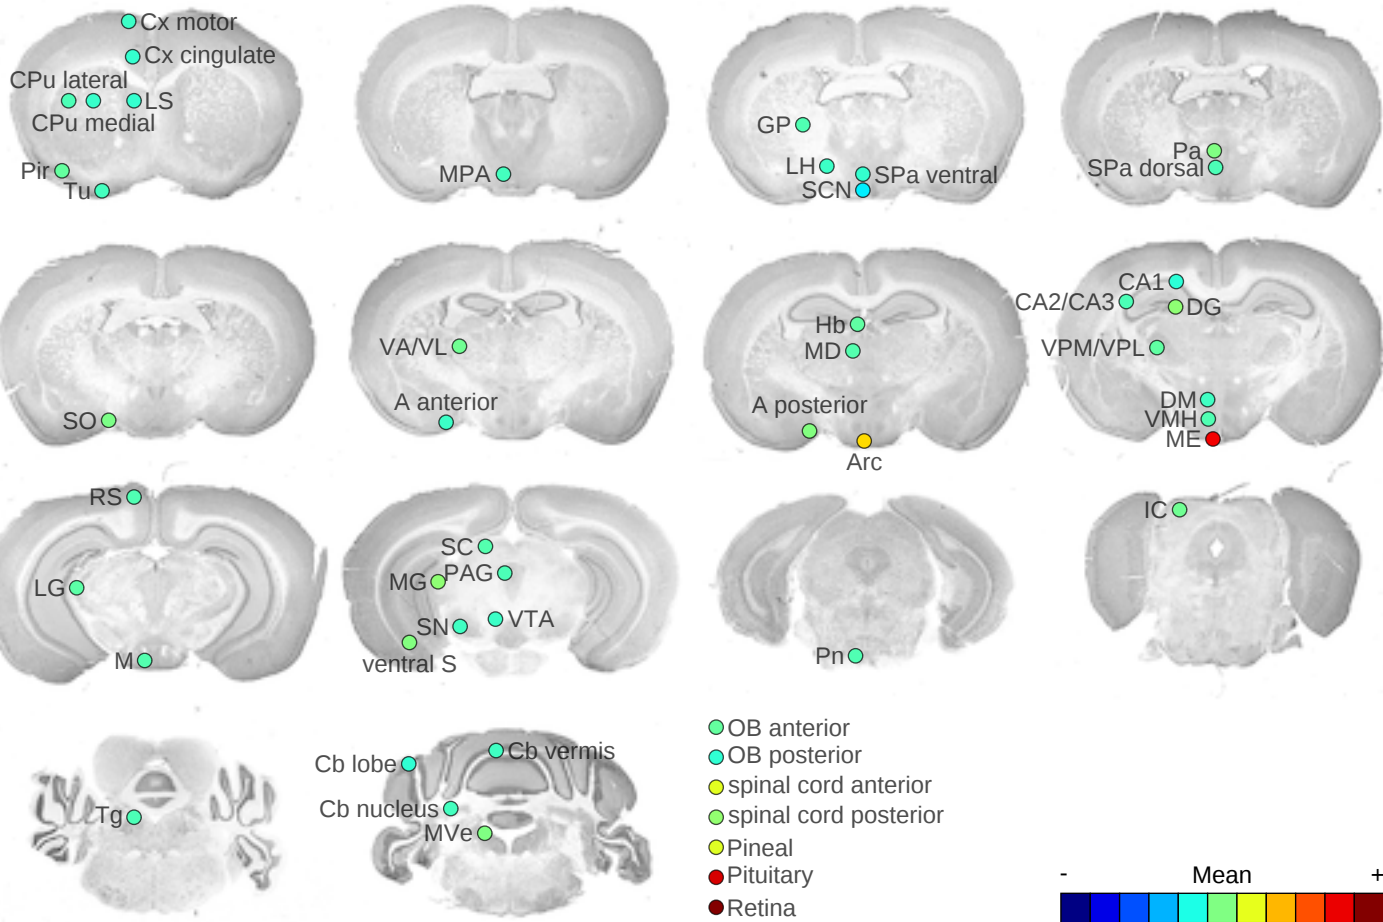 Cx motor
Cx cingulate
CPu lateral
LS
CPu medial
Pir
Tu
MPA
GP
LH
SPa ventral
SCN
Pa
SPa dorsal
SO
VA/VL
A anterior
Hb
MD
A posterior
Arc
CA1
CA2/CA3
DG
VPM/VPL
DM
VMH
ME
RS
LG
M
SC
MG
PAG
SN
VTA
ventral S
Pn
IC
Tg
Cb vermis
Cb lobe
Cb nucleus
MVe
OB anterior
OB posterior
spinal cord anterior
spinal cord posterior
Pineal
Pituitary
Retina
- Mean +